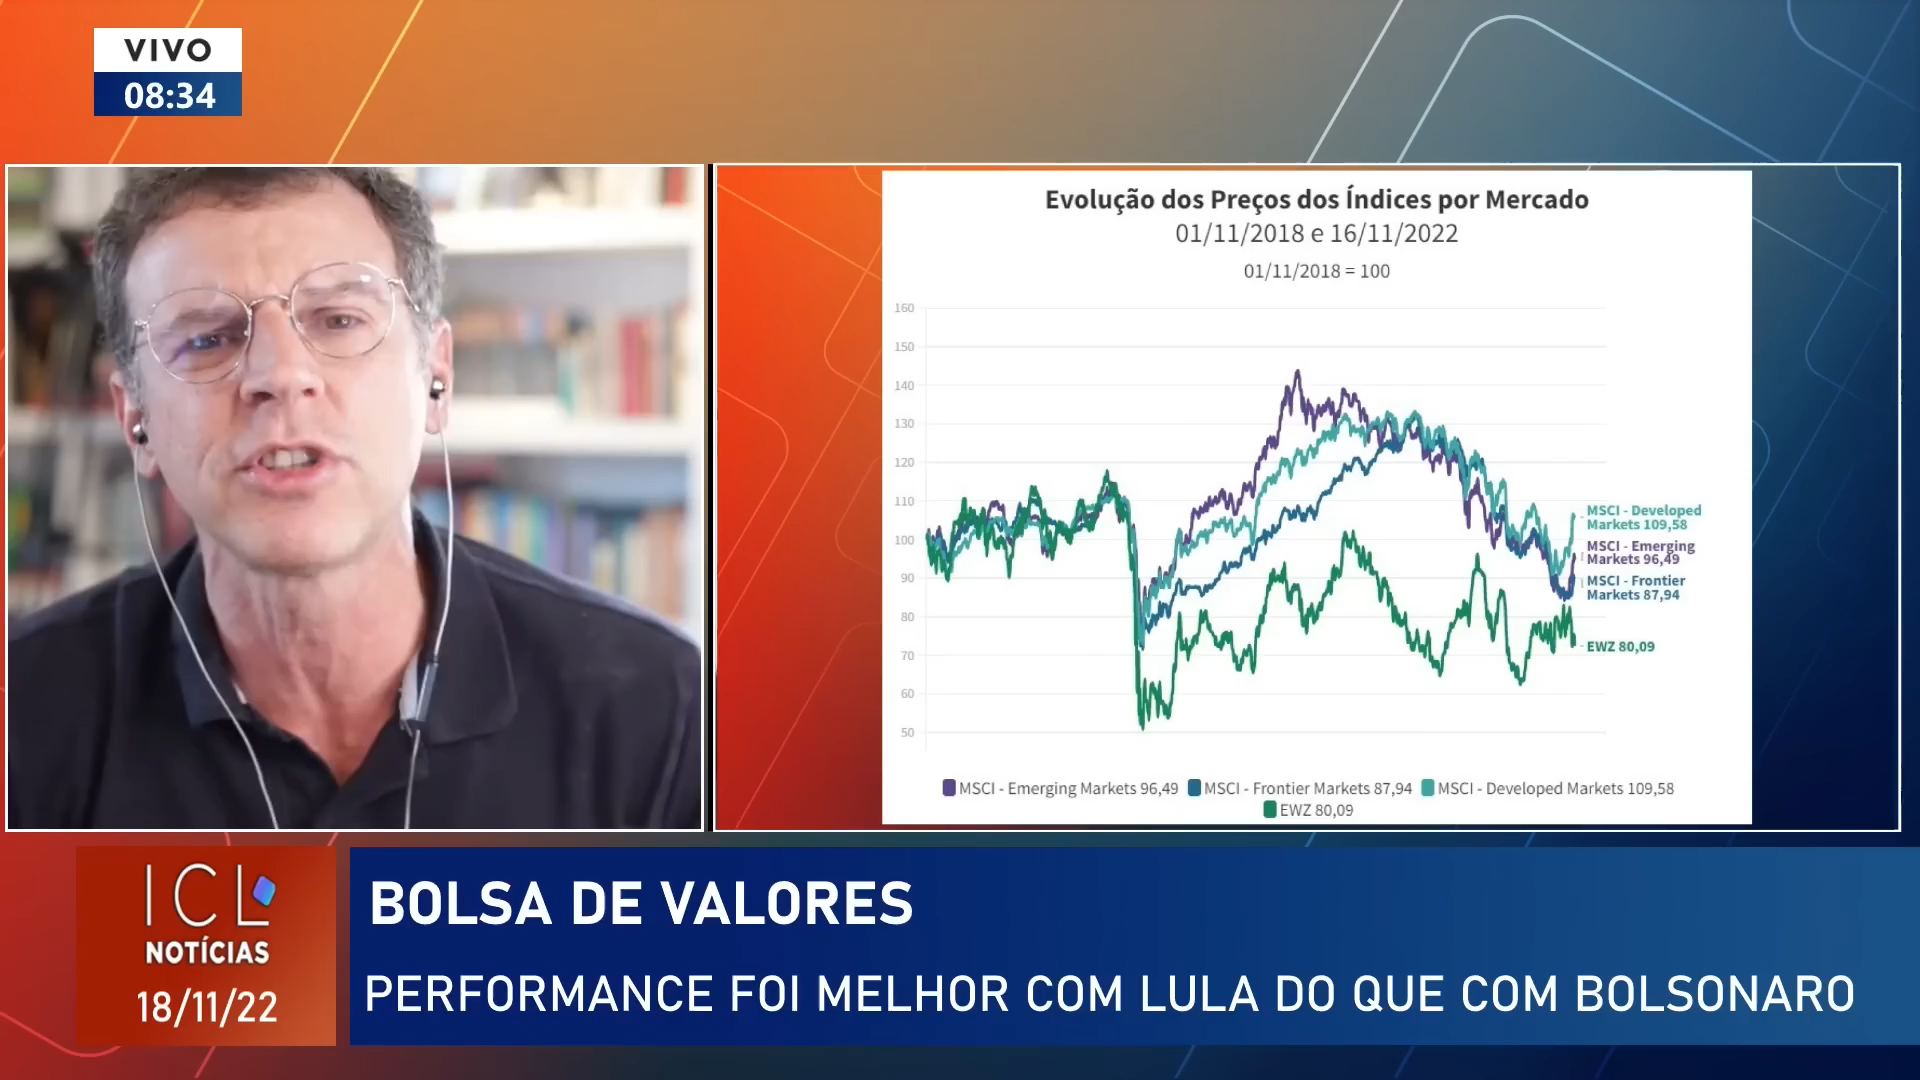 VIVO
08:34
Evolução dos Preços dos Índices por Mercado
01/11/2018 e 16/11/2022
01/11/2018 = 100
160
150
140
130
120
110
100
90
80
70
60
50
MSCI - Developed
Markets 109,58
MSCI - Emerging
Markets 96,49
MSCI - Frontier
Markets 87,94
EWZ 80,09
MSCI - Emerging Markets 96,49 MSCI - Frontier Markets 87,94 MSCI - Developed Markets 109,58
EWZ 80,09
ICL
NOTÍCIAS
18/11/22
BOLSA DE VALORES
PERFORMANCE FOI MELHOR COM LULA DO QUE COM BOLSONARO